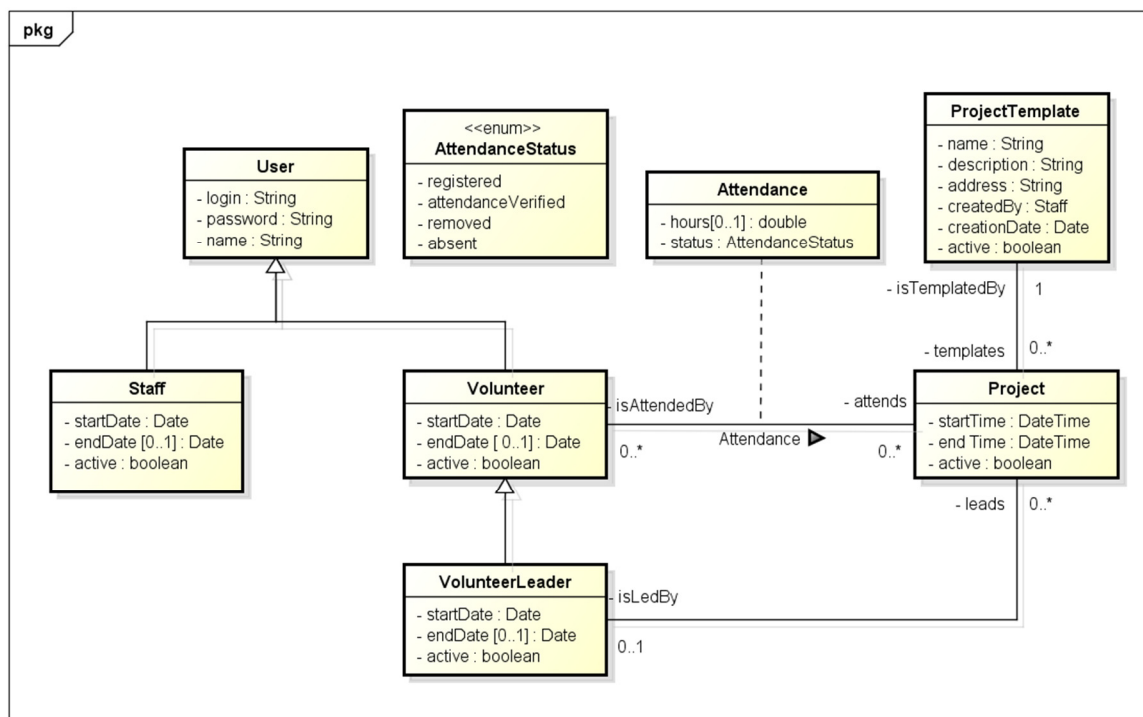 pkg
User
- login : String
- password : String
- name : String
<<enum>>
AttendanceStatus
- registered
- attendanceVerified
- removed
- absent
Attendance
- hours[0..1] : double
- status : AttendanceStatus
ProjectTemplate
- name : String
- description : String
- address : String
- createdBy : Staff
- creationDate : Date
- active : boolean
- isTemplatedBy
1
- templates
0..*
Staff
- startDate : Date
- endDate [0..1] : Date
- active : boolean
Volunteer
- startDate : Date
- endDate [ 0..1] : Date
- active : boolean
- isAttendedBy
0..*
Attendance
- attends
0..*
Project
- startTime : DateTime
- end Time : DateTime
- active : boolean
- leads
0..*
VolunteerLeader
- startDate : Date
- endDate [0..1] : Date
- active : boolean
- isLedBy
0..1